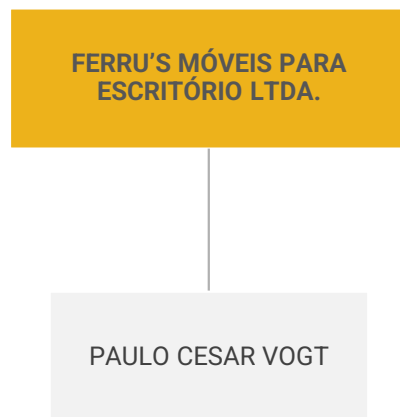 FERRU’S MÓVEIS PARA
ESCRITÓRIO LTDA.
PAULO CESAR VOGT